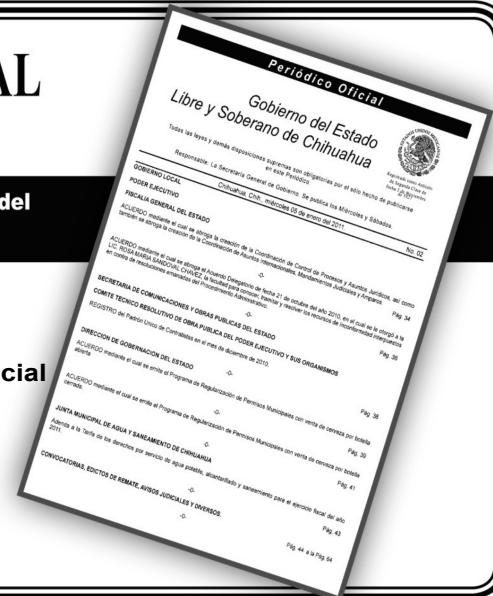 AL
del
cial
Periódico Oficial
Gobierno del Estado
Libre y Soberano de Chihuahua
Todas las leyes y demás disposiciones supremas son obligatorias por el sólo hecho de publicarse
en este Periódico.
Responsable: La Secretaría General de Gobierno. Se publica los Miércoles y Sábados.
Chihuahua, Chih., miércoles 05 de enero del 2011.
No. 02
GOBIERNO LOCAL
PODER EJECUTIVO
FISCALIA GENERAL DEL ESTADO
ACUERDO mediante el cual se abroga la creación de la Coordinación de Control de Procesos y Asuntos Jurídicos, así como
también se abroga la creación de la Coordinación de Asuntos Internacionales, Mandamientos Judiciales y Amparos.
Pág. 34
-0-
ACUERDO mediante el cual se abroga el Acuerdo Delegatorio de fecha 21 de octubre del año 2010, en el cual se le otorgó a la
LIC. ROSA MARIA SANDOVAL CHAVEZ, la facultad para conocer, tramitar y resolver los recursos de inconformidad interpuestos
en contra de resoluciones emanadas del Procedimiento Administrativo.
Pág. 36
-0-
SECRETARIA DE COMUNICACIONES Y OBRAS PUBLICAS DEL ESTADO
COMITE TECNICO RESOLUTIVO DE OBRA PUBLICA DEL PODER EJECUTIVO Y SUS ORGANISMOS
REGISTRO del Padrón Único de Contratistas en el mes de diciembre de 2010.
Pág. 38
-0-
DIRECCION DE GOBERNACION DEL ESTADO
ACUERDO mediante el cual se emite el Programa de Regularización de Permisos Municipales con venta de cerveza por botella
abierta.
Pág. 39
-0-
ACUERDO mediante el cual se emite el Programa de Regularización de Permisos Municipales con venta de cerveza por botella
cerrada.
Pág. 41
-0-
JUNTA MUNICIPAL DE AGUA Y SANEAMIENTO DE CHIHUAHUA
Adenda a la Tarifa de los derechos por servicio de agua potable, alcantarillado y saneamiento para el ejercicio fiscal del año
2011.
Pág. 43
-0-
CONVOCATORIAS, EDICTOS DE REMATE, AVISOS JUDICIALES Y DIVERSOS.
Pág. 44 a la Pág. 64
-0-